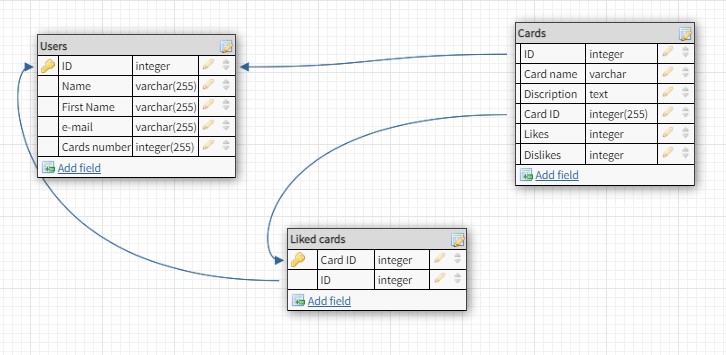 Users
ID integer
Name varchar(255)
First Name varchar(255)
e-mail varchar(255)
Cards number integer(255)
Add field
Cards
ID integer
Card name varchar
Discription text
Card ID integer(255)
Likes integer
Dislikes integer
Add field
Liked cards
Card ID integer
ID integer
Add field